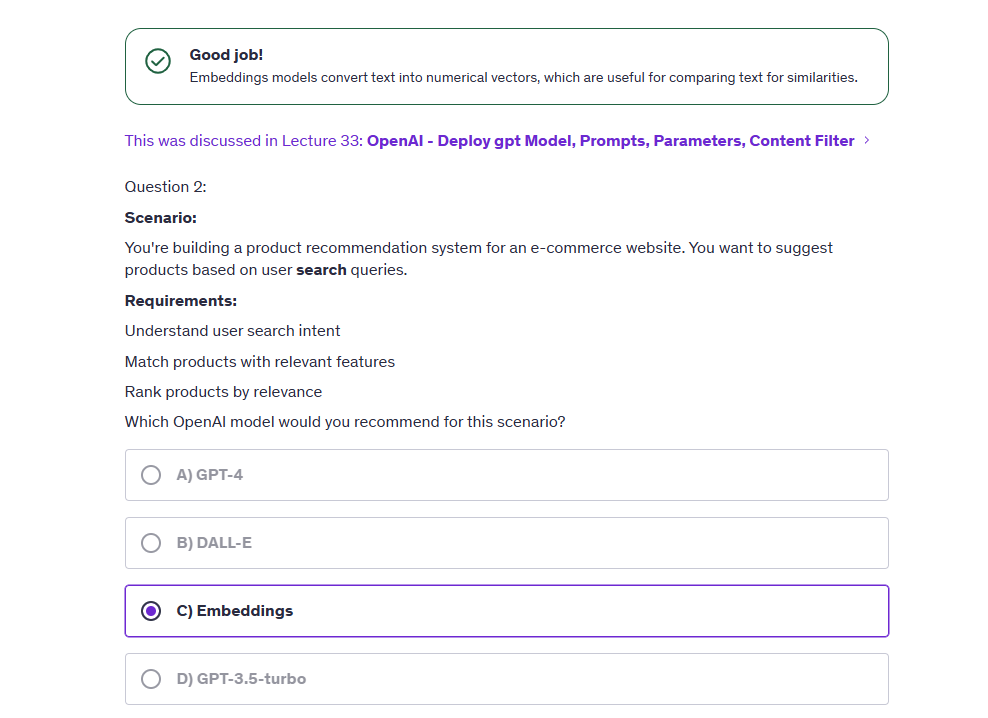 Good job!
Embeddings models convert text into numerical vectors, which are useful for comparing text for similarities.
This was discussed in Lecture 33: OpenAI - Deploy gpt Model, Prompts, Parameters, Content Filter
Question 2:
Scenario:
You're building a product recommendation system for an e-commerce website. You want to suggest
products based on user search queries.
Requirements:
Understand user search intent
Match products with relevant features
Rank products by relevance
Which OpenAI model would you recommend for this scenario?
A) GPT-4
B) DALL-E
C) Embeddings
D) GPT-3.5-turbo